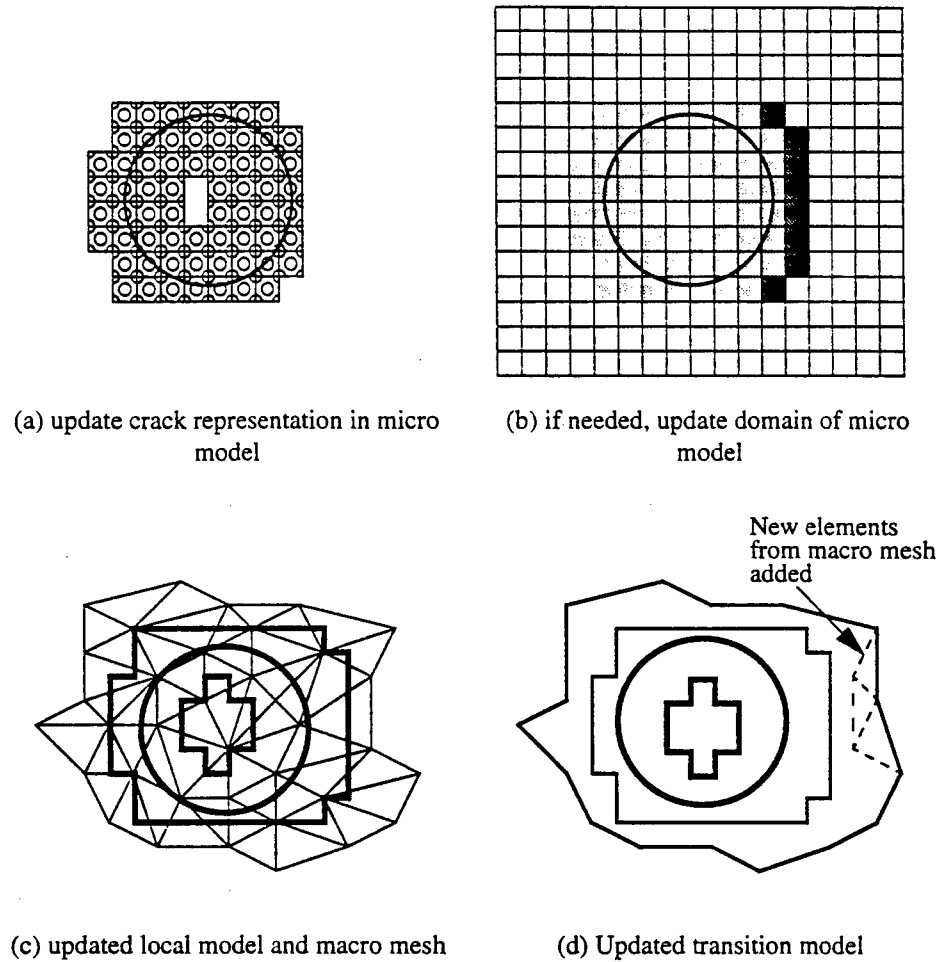 (a) update crack representation in micro
model
(b) if needed, update domain of micro
model
New elements
from macro mesh
added
(c) updated local model and macro mesh
(d) Updated transition model